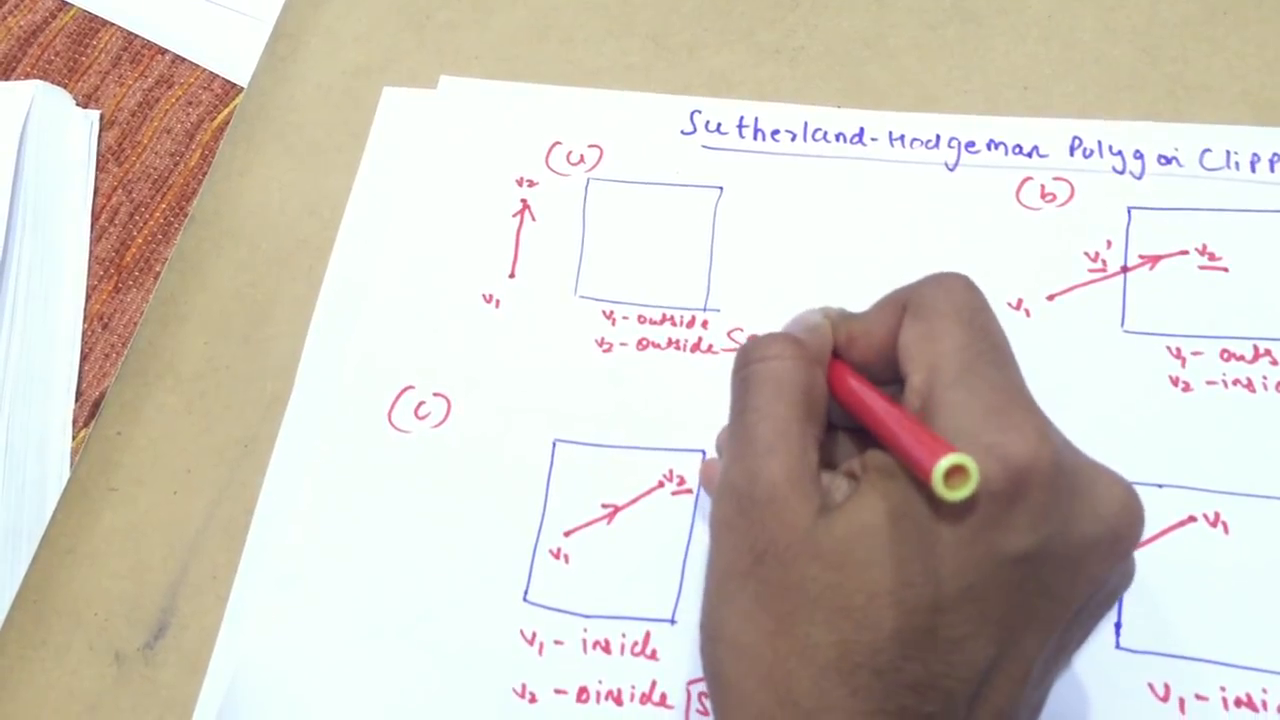 Sutherland-Hodgeman Polygon Clipp
(a)
v2
v1
v1 - outside
v2 - outside
(b)
v1'
v2
v1
v1 - outs
v2 - insid
(c)
v2
v1
v1 - inside
v2 - inside
v1
v1 - insi